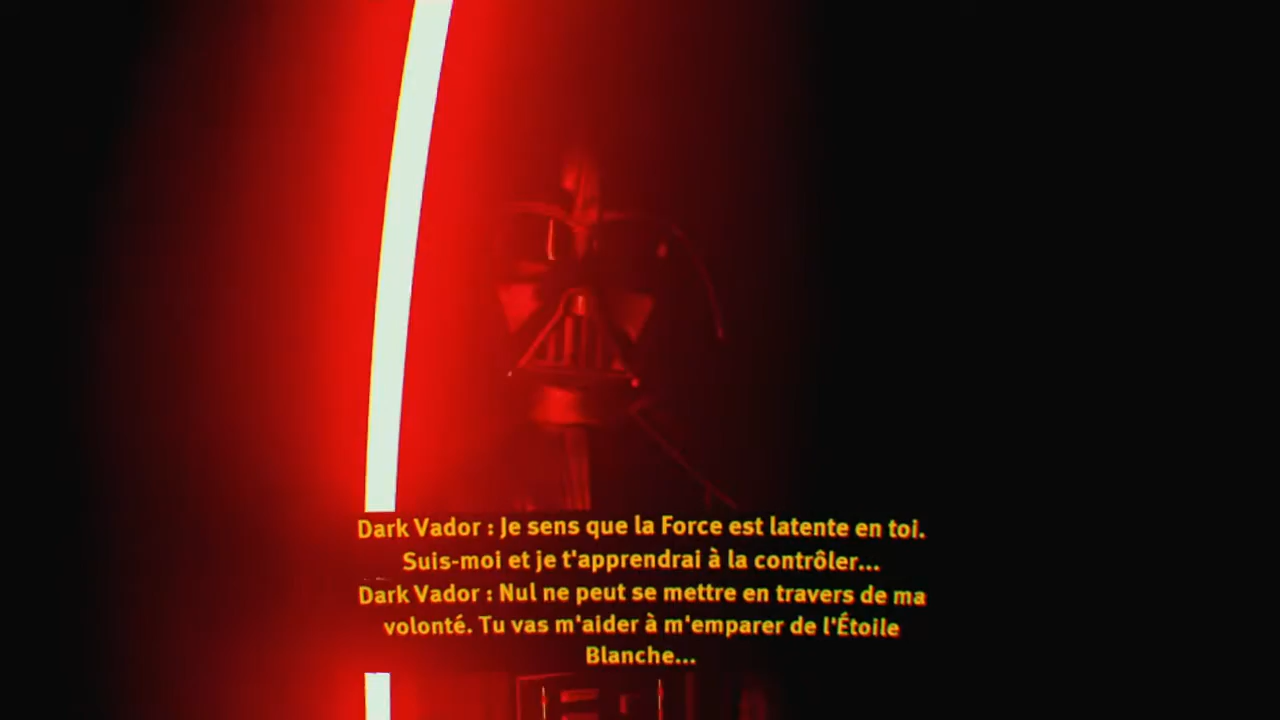 Dark Vador : Je sens que la Force est latente en toi.
Suis-moi et je t'apprendrai à la contrôler...
Dark Vador : Nul ne peut se mettre en travers de ma
volonté. Tu vas m'aider à m'emparer de l'Étoile
Blanche...